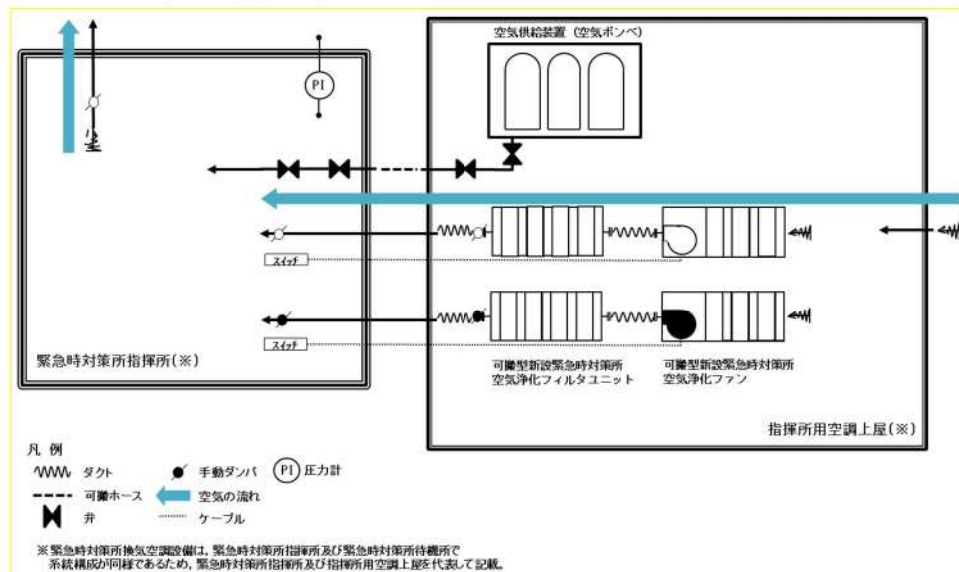 空気供給装置 (空気ボンベ)
PI
スイッチ
スイッチ
緊急時対策所指揮所(※)
可搬型新設緊急時対策所
空気浄化フィルタユニット
可搬型新設緊急時対策所
空気浄化ファン
指揮所用空調上屋(※)
凡 例
ダクト
手動ダンパ
PI 圧力計
可搬ホース
空気の流れ
弁
ケーブル
※緊急時対策所換気空調設備は、緊急時対策所指揮所及び緊急時対策所待機所で
系統構成が同様であるため、緊急時対策所指揮所及び指揮所用空調上屋を代表して記載。